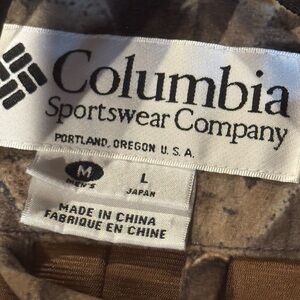 Columbia
Sportswear Company
PORTLAND, OREGON U.S.A.
M L
MEN'S JAPAN
MADE IN CHINA
FABRIQUE EN CHINE